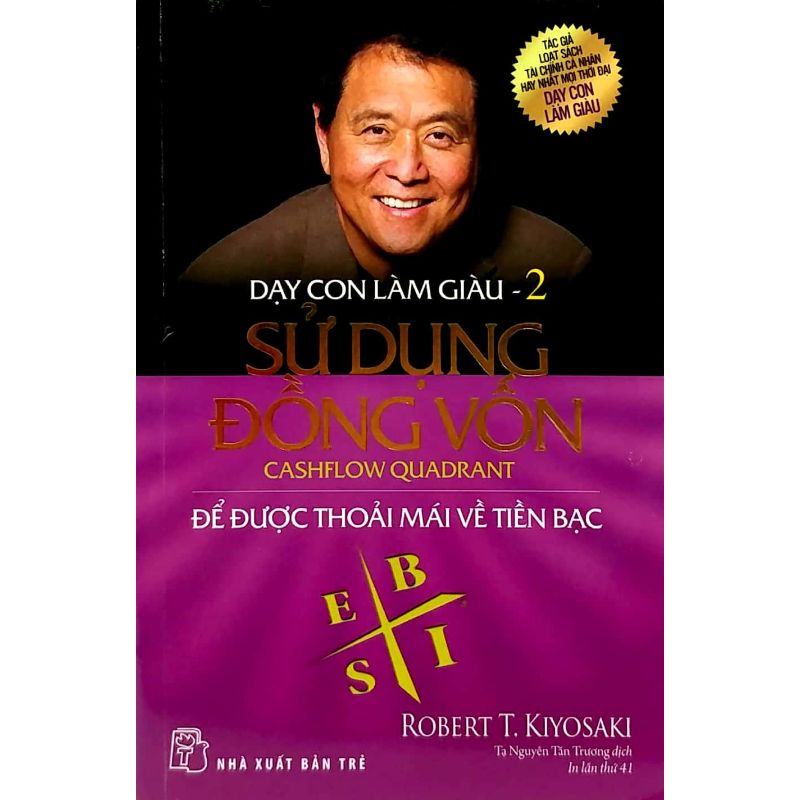 TÁC GIẢ
LOẠT SÁCH
TÀI CHÍNH CÁ NHÂN
HAY NHẤT MỌI THỜI ĐẠI
DẠY CON
LÀM GIÀU
DẠY CON LÀM GIÀU - 2
SỬ DỤNG
ĐỒNG VỐN
CASHFLOW QUADRANT
ĐỂ ĐƯỢC THOẢI MÁI VỀ TIỀN BẠC
E B
S I
ROBERT T. KIYOSAKI
Tạ Nguyễn Tấn Trương dịch
In lần thứ 41
NHÀ XUẤT BẢN TRẺ